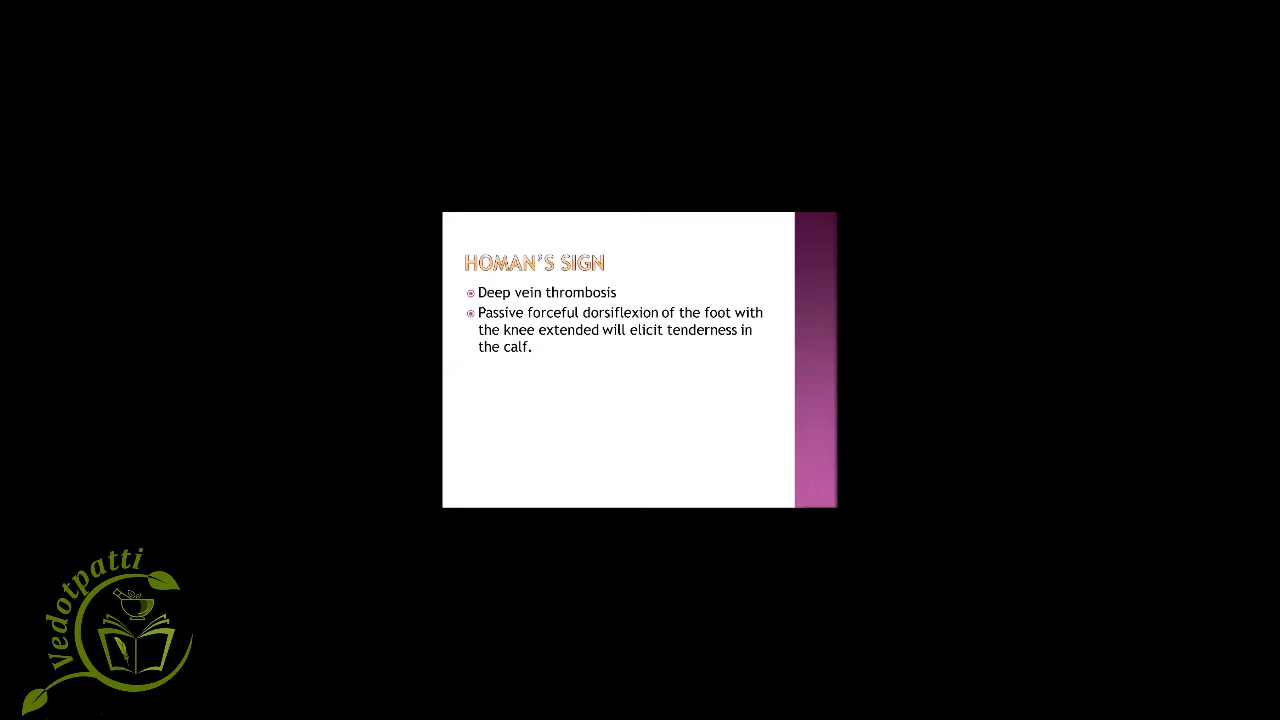 HOMAN'S SIGN
Deep vein thrombosis
Passive forceful dorsiflexion of the foot with
the knee extended will elicit tenderness in
the calf.
vedotpatti